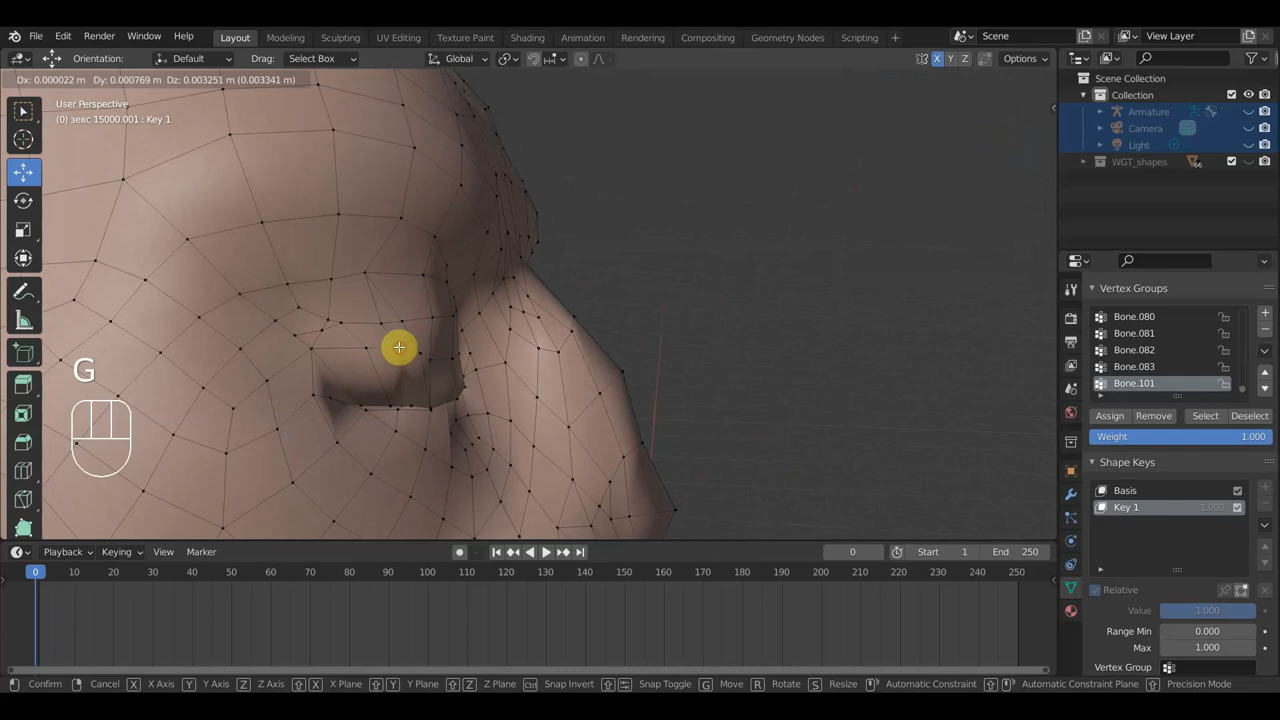 File Edit Render Window Help Layout Modeling Sculpting UV Editing Texture Paint Shading Animation Rendering Compositing Geometry Nodes Scripting + Scene View Layer
Orientation: Default Drag: Select Box Global X Y Z Options
Dx: 0.000022 m Dy: 0.000769 m Dz: 0.003251 m (0.003341 m)
User Perspective
(0) зевс 15000.001 : Key 1
Scene Collection
Collection
Armature
Camera
Light
WGT_shapes 66
Vertex Groups
Bone.080
Bone.081
Bone.082
Bone.083
Bone.101
Assign Remove Select Deselect
Weight 1.000
Shape Keys
Basis
Key 1 1.000
Relative
Value 1.000
Range Min 0.000
Max 1.000
Vertex Group
G
Playback Keying View Marker 0 Start 1 End 250
0 10 20 30 40 50 60 70 80 90 100 110 120 130 140 150 160 170 180 190 200 210 220 230 240 250
Confirm Cancel X X Axis Y Y Axis Z Z Axis X X Plane Y Y Plane Z Z Plane Ctrl Snap Invert Snap Toggle G Move R Rotate S Resize Automatic Constraint Automatic Constraint Plane Precision Mode